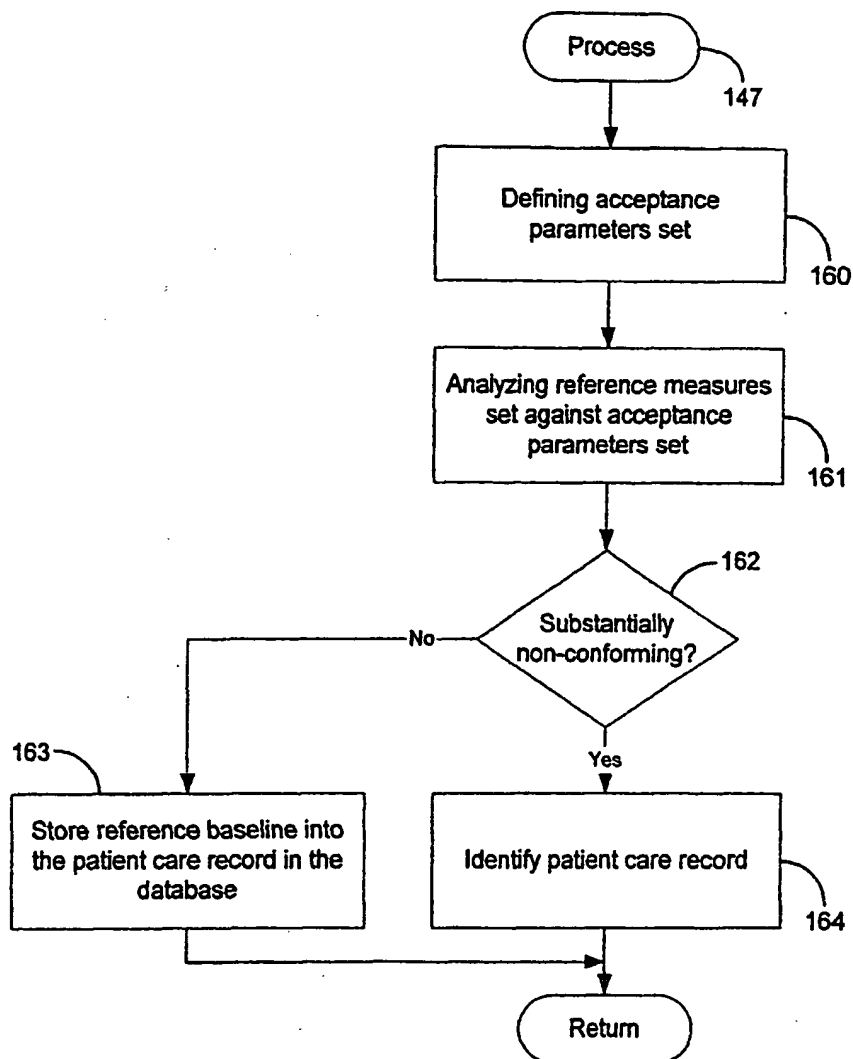 Process
147
Defining acceptance
parameters set
160
Analyzing reference measures
set against acceptance
parameters set
161
162
Substantially
non-conforming?
No
Yes
163
Store reference baseline into
the patient care record in the
database
Identify patient care record
164
Return